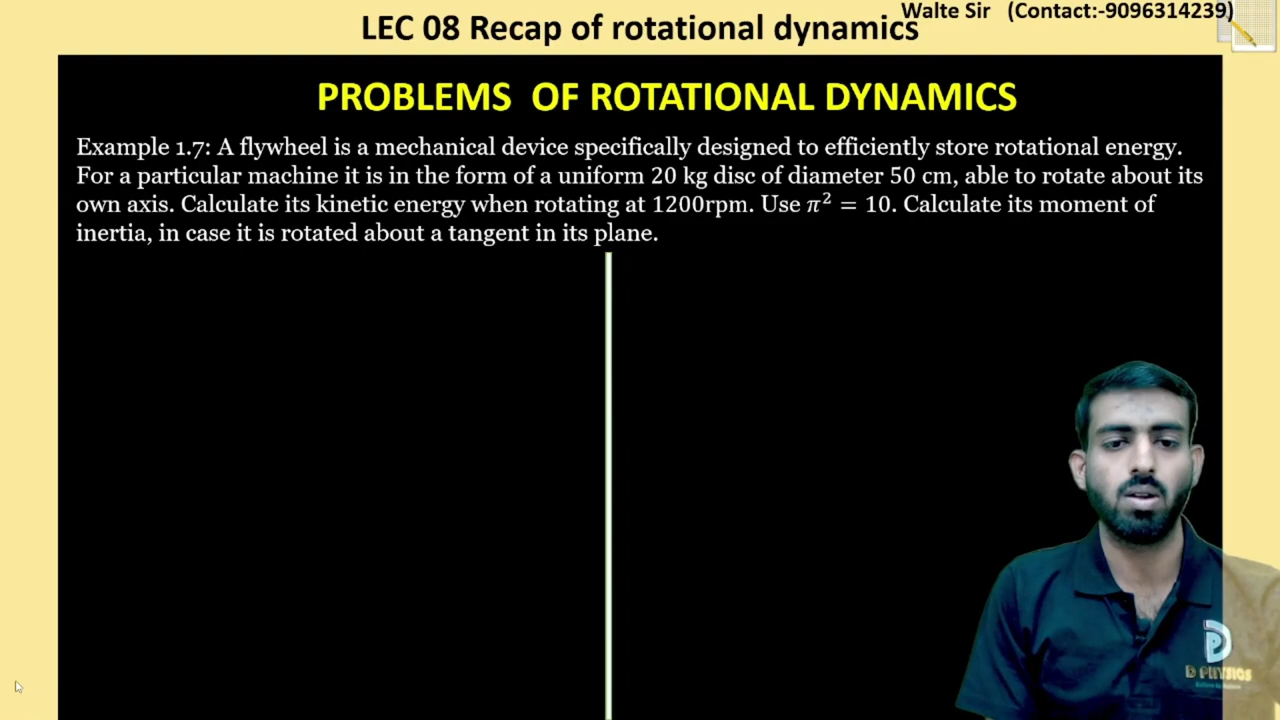 Walte Sir (Contact:-9096314239)
LEC 08 Recap of rotational dynamics
PROBLEMS OF ROTATIONAL DYNAMICS
Example 1.7: A flywheel is a mechanical device specifically designed to efficiently store rotational energy.
For a particular machine it is in the form of a uniform 20 kg disc of diameter 50 cm, able to rotate about its
own axis. Calculate its kinetic energy when rotating at 1200rpm. Use π² = 10. Calculate its moment of
inertia, in case it is rotated about a tangent in its plane.
D PHYSICS